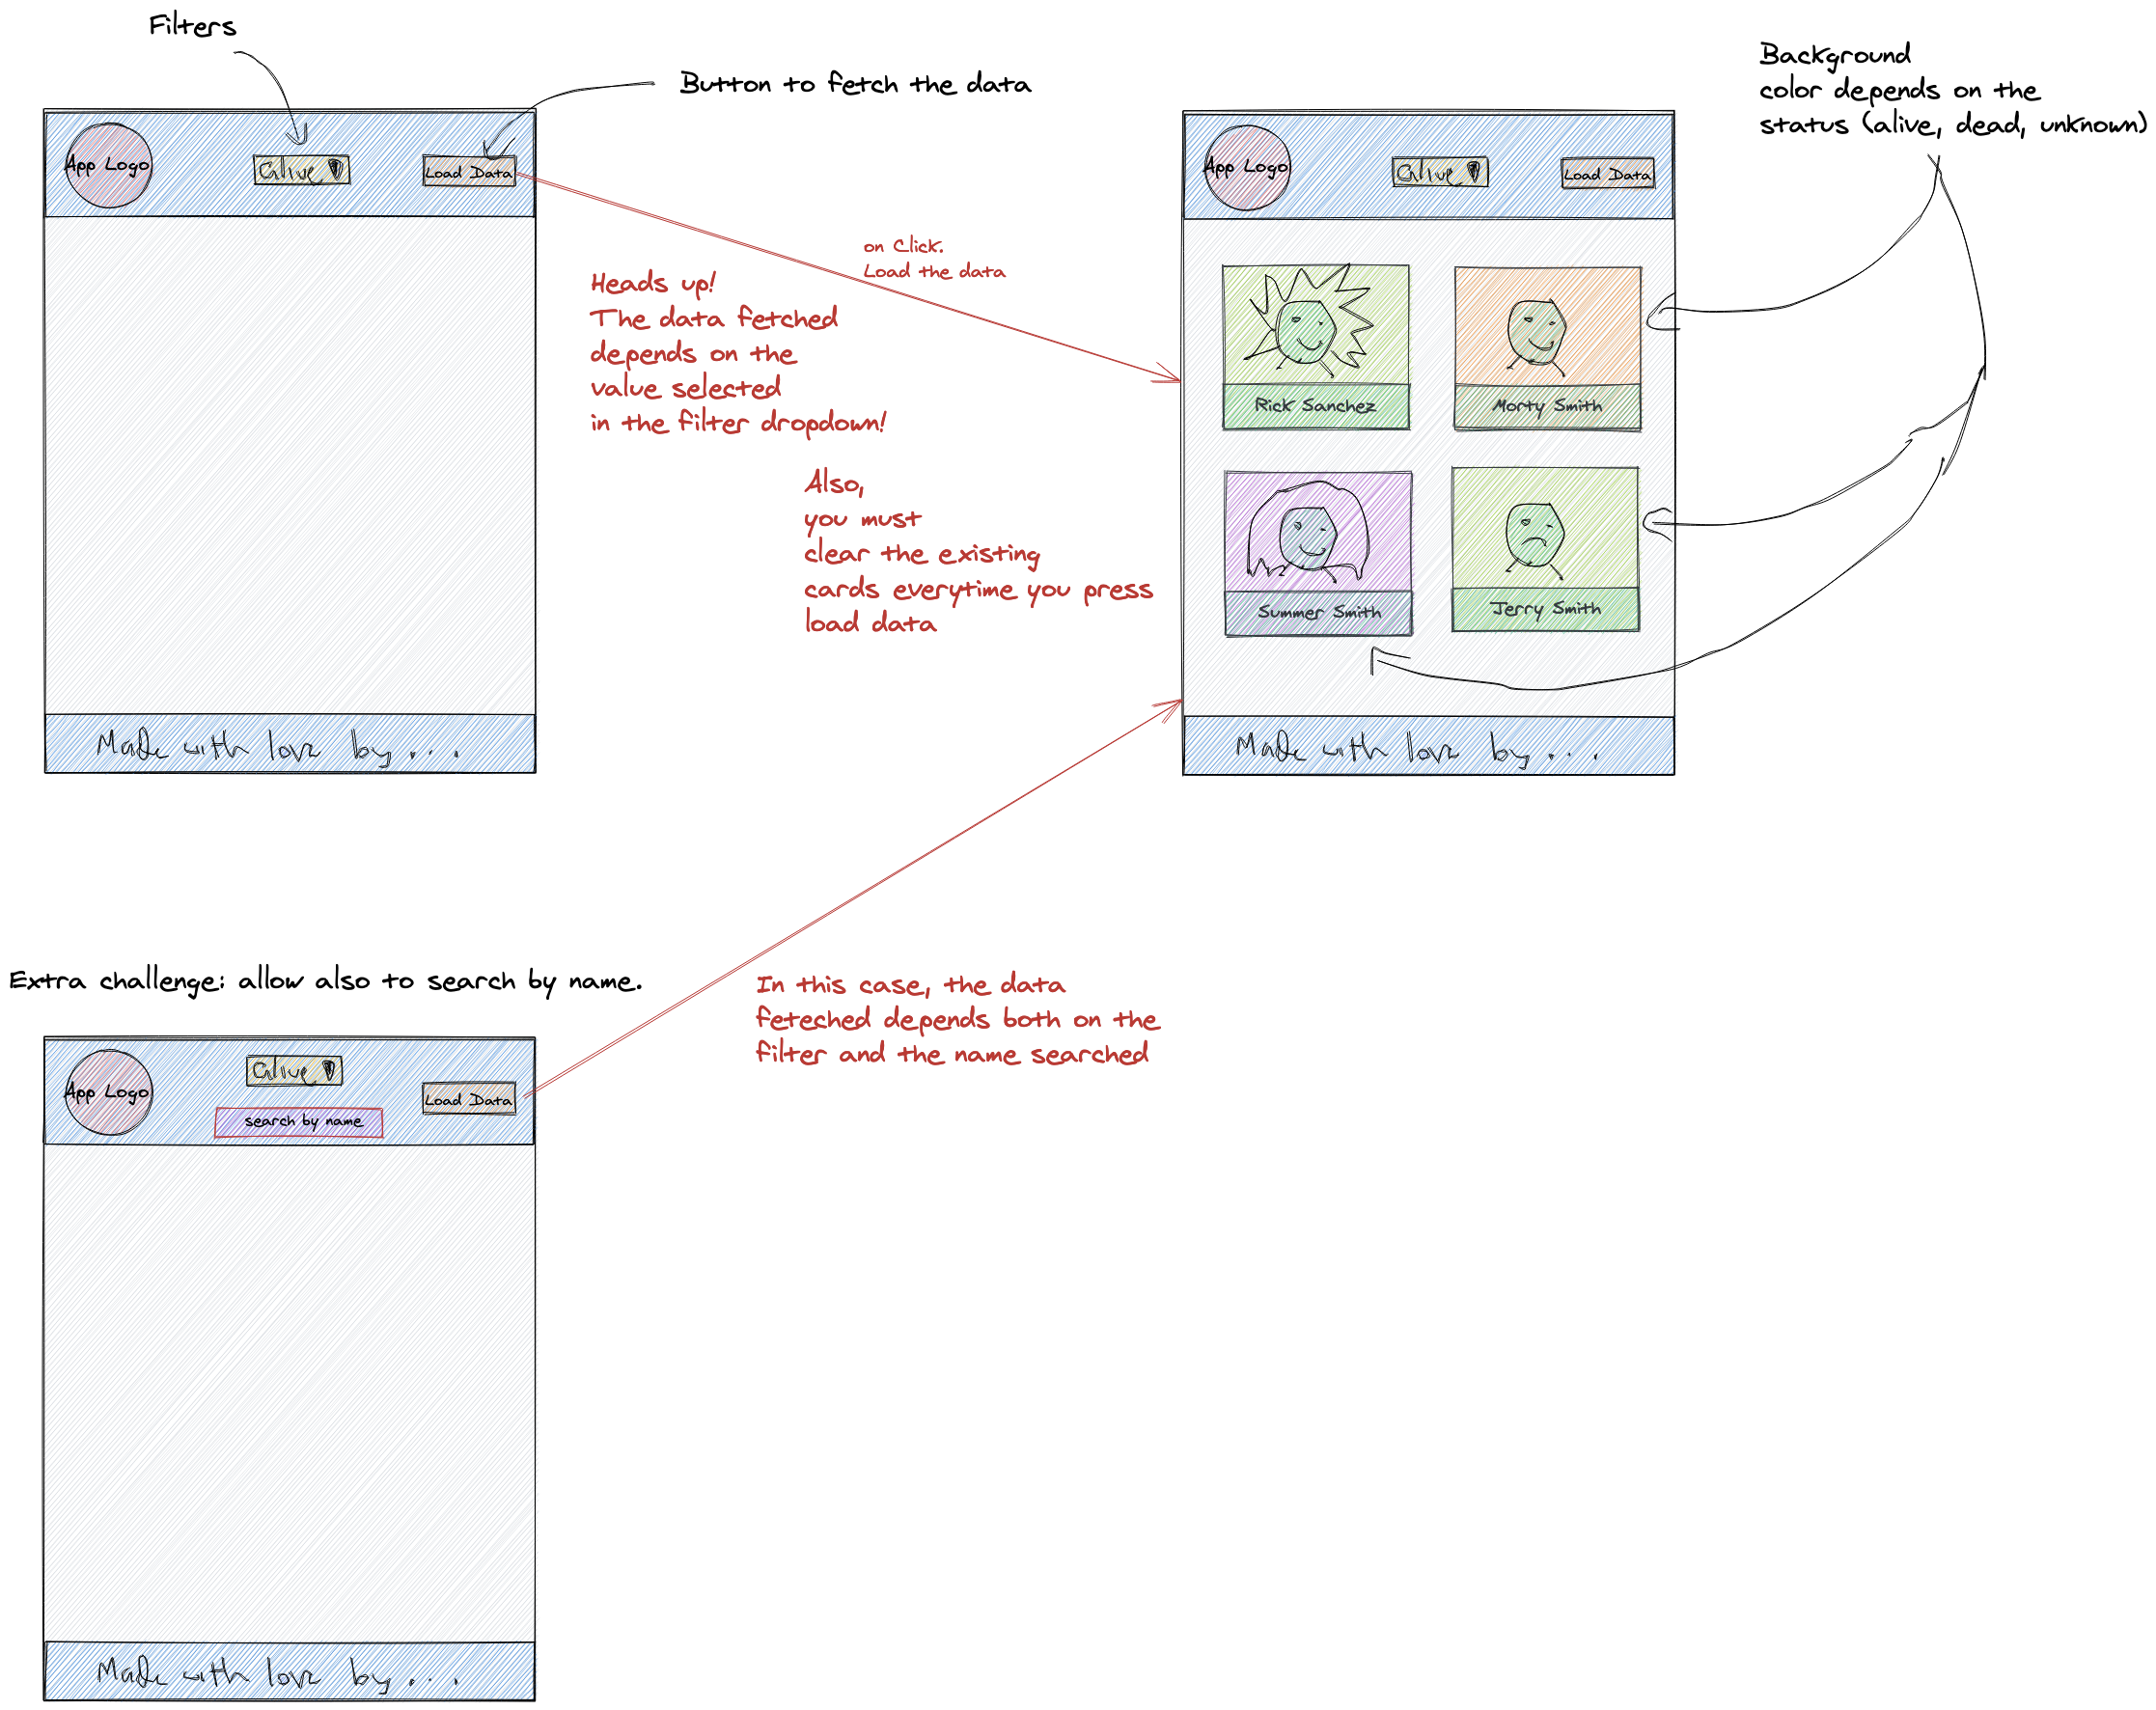 Filters
Button to fetch the data
App Logo
Alive
Load Data
on Click.
Load the data
Heads up!
The data fetched
depends on the
value selected
in the filter dropdown!
Also,
you must
clear the existing
cards everytime you press
load data
Made with love by...
Background
color depends on the
status (alive, dead, unknown)
App Logo
Alive
Load Data
Rick Sanchez
Morty Smith
Summer Smith
Jerry Smith
Made with love by...
Extra challenge: allow also to search by name.
In this case, the data
feteched depends both on the
filter and the name searched
App Logo
Alive
search by name
Load Data
Made with love by...